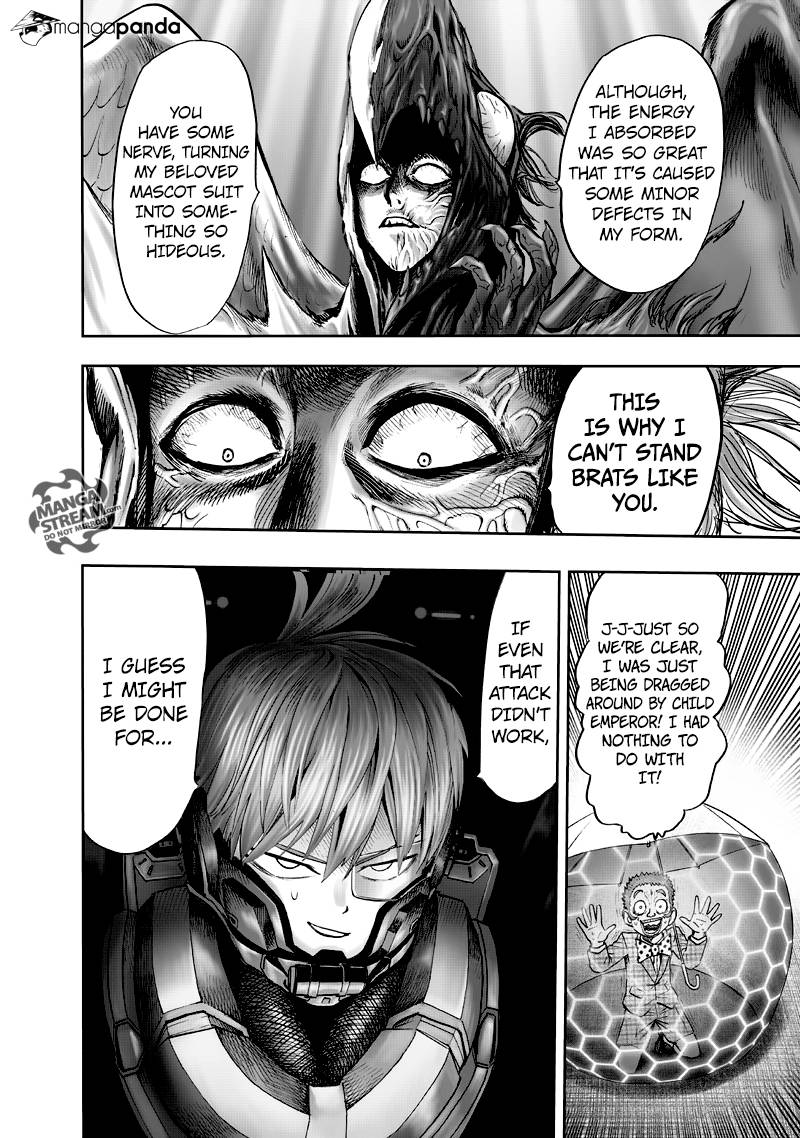 mangapanda
ALTHOUGH,
THE ENERGY
I ABSORBED
WAS SO GREAT
THAT IT'S CAUSED
SOME MINOR
DEFECTS IN
MY FORM.
YOU
HAVE SOME
NERVE, TURNING
MY BELOVED
MASCOT SUIT
INTO SOME-
THING SO
HIDEOUS.
THIS
IS WHY I
CAN'T STAND
BRATS LIKE
YOU.
MANGA
STREAM.com
DO NOT MIRROR
J-J-JUST SO
WE'RE CLEAR,
I WAS JUST
BEING DRAGGED
AROUND BY CHILD
EMPEROR! I HAD
NOTHING TO
DO WITH
IT!
IF
EVEN
THAT
ATTACK
DIDN'T
WORK,
I GUESS
I MIGHT
BE DONE
FOR...